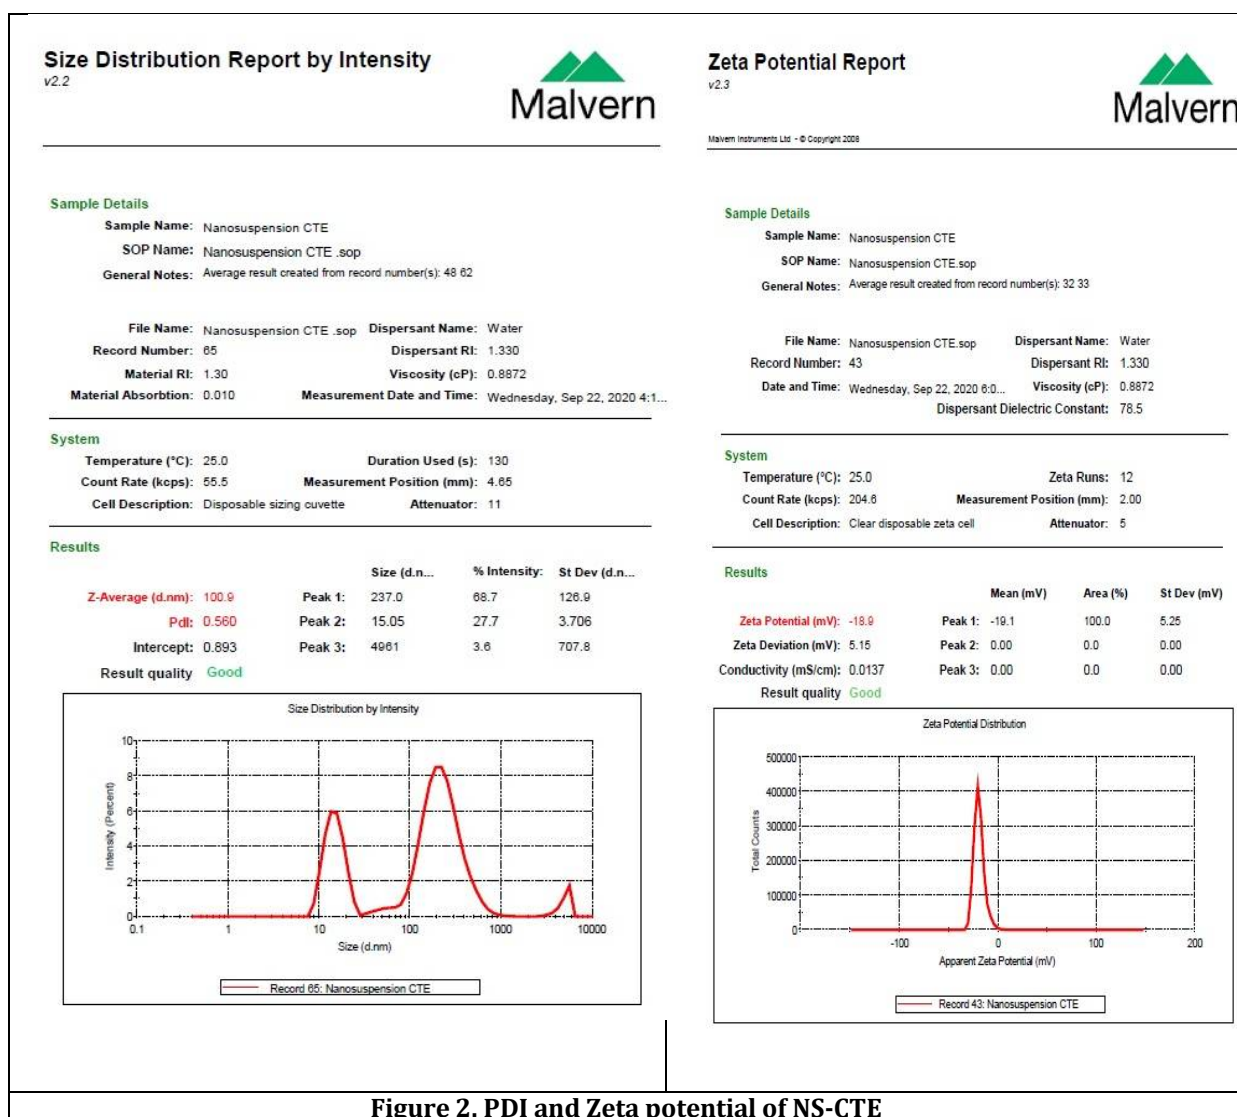 Size Distribution Report by Intensity
v2.2
Malvern
Sample Details
Sample Name: Nanosuspension CTE
SOP Name: Nanosuspension CTE .sop
General Notes: Average result created from record number(s): 48 62
File Name: Nanosuspension CTE .sop Dispersant Name: Water
Record Number: 65 Dispersant RI: 1.330
Material RI: 1.30 Viscosity (cP): 0.8872
Material Absorbtion: 0.010 Measurement Date and Time: Wednesday, Sep 22, 2020 4:1...
System
Temperature (°C): 25.0 Duration Used (s): 130
Count Rate (kcps): 55.5 Measurement Position (mm): 4.65
Cell Description: Disposable sizing cuvette Attenuator: 11
Results
Size (d.n... % Intensity: St Dev (d.n...
Z-Average (d.nm): 100.9 Peak 1: 237.0 68.7 126.9
PdI: 0.560 Peak 2: 15.05 27.7 3.706
Intercept: 0.893 Peak 3: 4961 3.6 707.8
Result quality Good
Size Distribution by Intensity
Intensity (Percent)
10
8
6
4
2
0
0.1 1 10 100 1000 10000
Size (d.nm)
Record 65: Nanosuspension CTE
Zeta Potential Report
v2.3
Malvern
Malvern Instruments Ltd - © Copyright 2008
Sample Details
Sample Name: Nanosuspension CTE
SOP Name: Nanosuspension CTE.sop
General Notes: Average result created from record number(s): 32 33
File Name: Nanosuspension CTE.sop Dispersant Name: Water
Record Number: 43 Dispersant RI: 1.330
Date and Time: Wednesday, Sep 22, 2020 6:0... Viscosity (cP): 0.8872
Dispersant Dielectric Constant: 78.5
System
Temperature (°C): 25.0 Zeta Runs: 12
Count Rate (kcps): 204.6 Measurement Position (mm): 2.00
Cell Description: Clear disposable zeta cell Attenuator: 5
Results
Mean (mV) Area (%) St Dev (mV)
Zeta Potential (mV): -18.9 Peak 1: -19.1 100.0 5.25
Zeta Deviation (mV): 5.15 Peak 2: 0.00 0.0 0.00
Conductivity (mS/cm): 0.0137 Peak 3: 0.00 0.0 0.00
Result quality Good
Zeta Potential Distribution
Total Counts
500000
400000
300000
200000
100000
0
-100 0 100 200
Apparent Zeta Potential (mV)
Record 43: Nanosuspension CTE
Figure 2. PDI and Zeta potential of NS-CTE